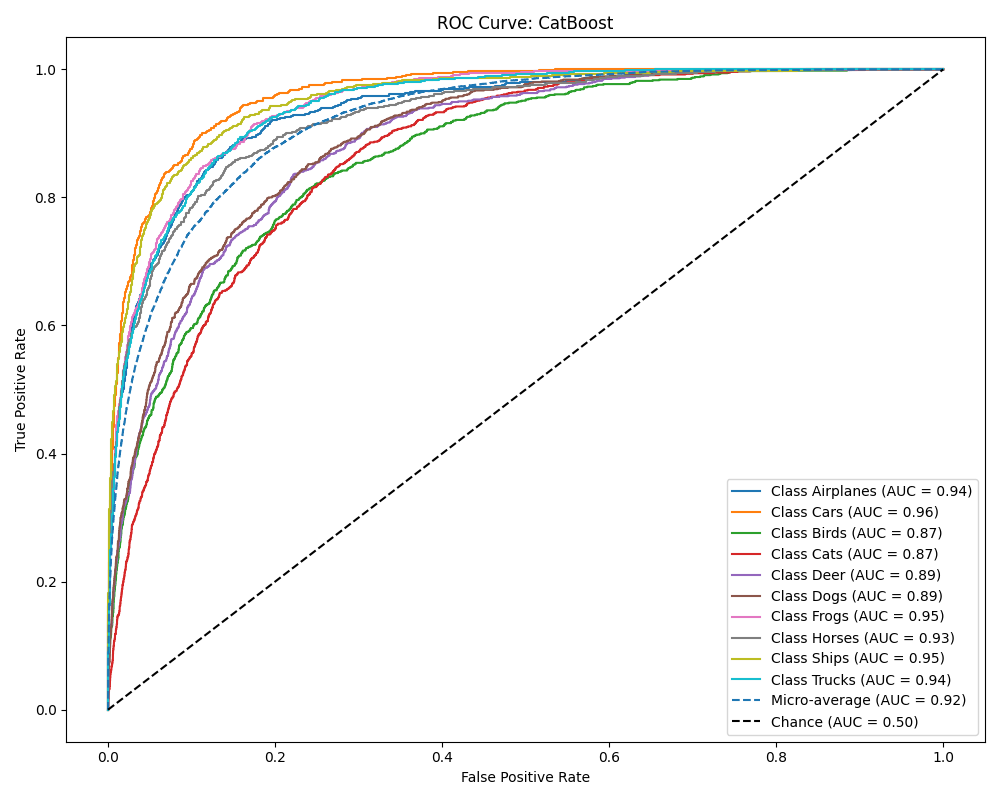 ROC Curve: CatBoost
True Positive Rate
1.0
0.8
0.6
0.4
0.2
0.0
0.0 0.2 0.4 0.6 0.8 1.0
False Positive Rate
Class Airplanes (AUC = 0.94)
Class Cars (AUC = 0.96)
Class Birds (AUC = 0.87)
Class Cats (AUC = 0.87)
Class Deer (AUC = 0.89)
Class Dogs (AUC = 0.89)
Class Frogs (AUC = 0.95)
Class Horses (AUC = 0.93)
Class Ships (AUC = 0.95)
Class Trucks (AUC = 0.94)
Micro-average (AUC = 0.92)
Chance (AUC = 0.50)